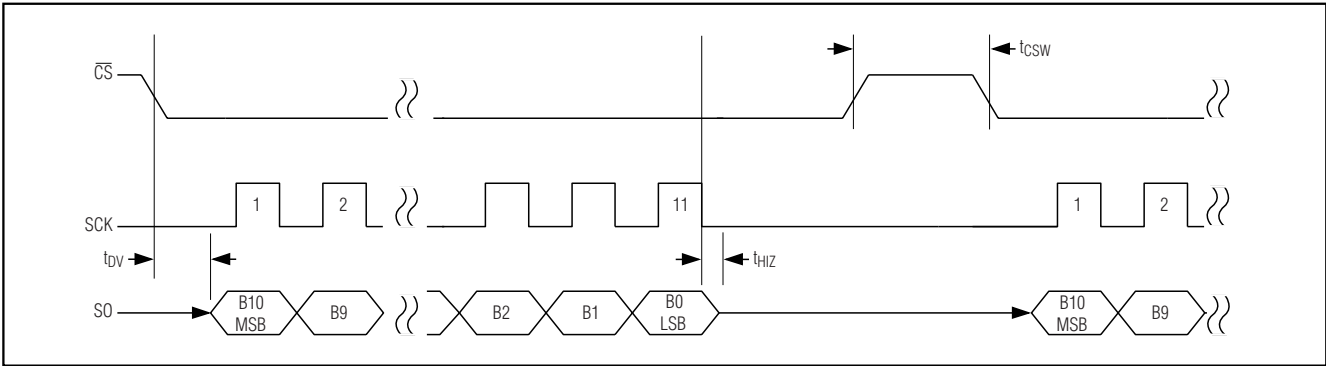 tCSW
CS
1 2 11 1 2
SCK
tDV tHIZ
SO B10 MSB B9 B2 B1 B0 LSB B10 MSB B9